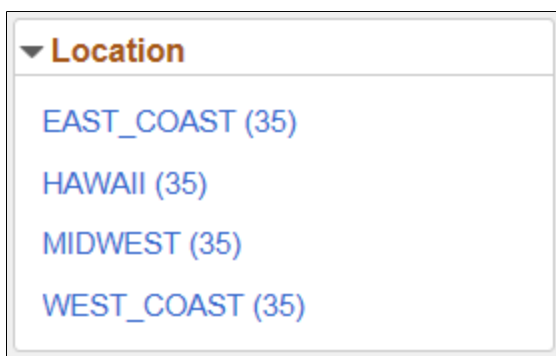 Location
EAST_COAST (35)
HAWAII (35)
MIDWEST (35)
WEST_COAST (35)